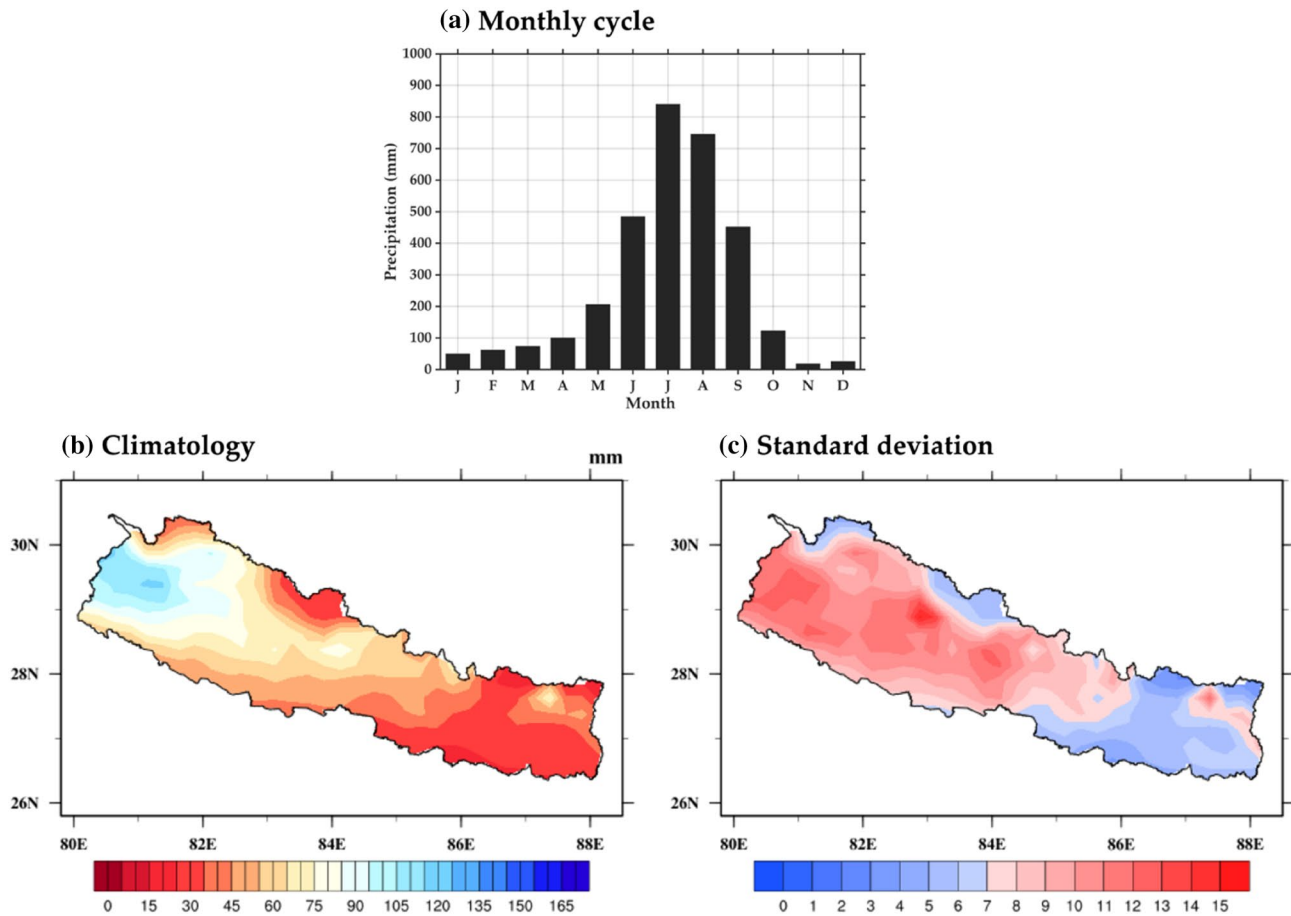 (a) Monthly cycle
1000
900
800
700
600
500
400
300
200
100
0
Precipitation (mm)
J F M A M J J A S O N D
Month
(b) Climatology
mm
30N
28N
26N
80E 82E 84E 86E 88E
0 15 30 45 60 75 90 105 120 135 150 165
(c) Standard deviation
30N
28N
26N
80E 82E 84E 86E 88E
0 1 2 3 4 5 6 7 8 9 10 11 12 13 14 15